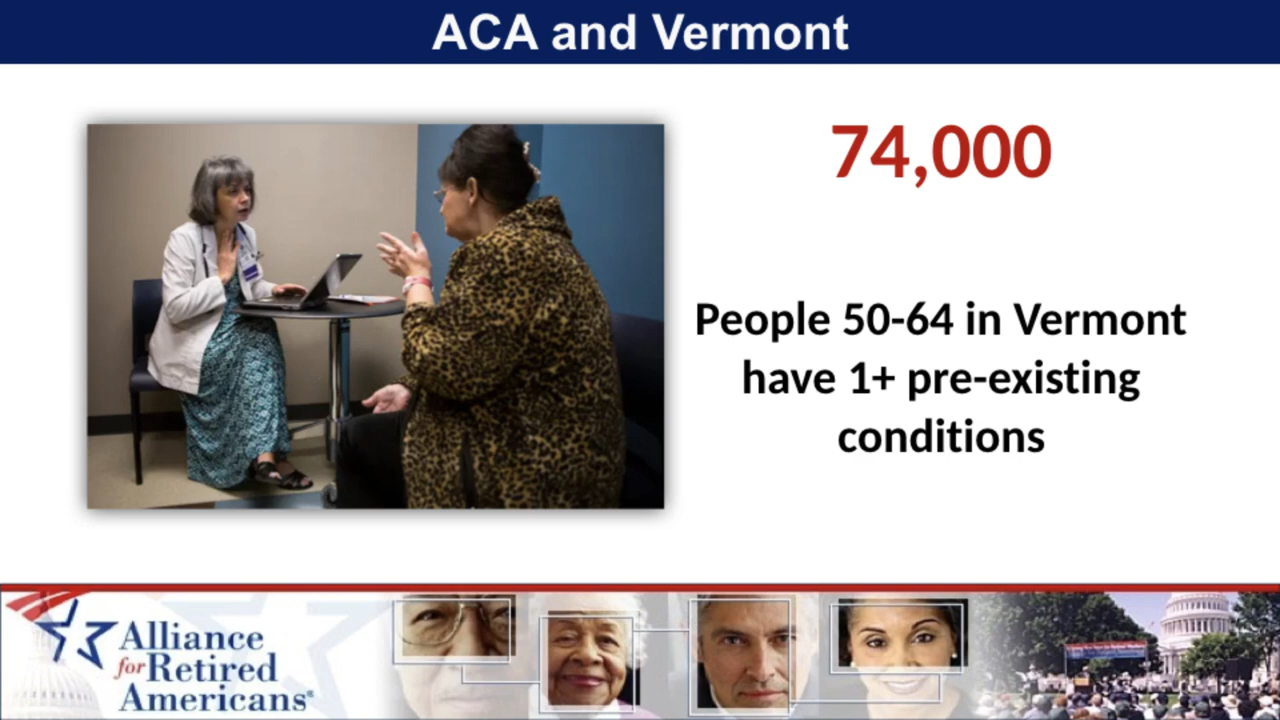 ACA and Vermont
74,000
People 50-64 in Vermont
have 1+ pre-existing
conditions
Alliance
for Retired
Americans®